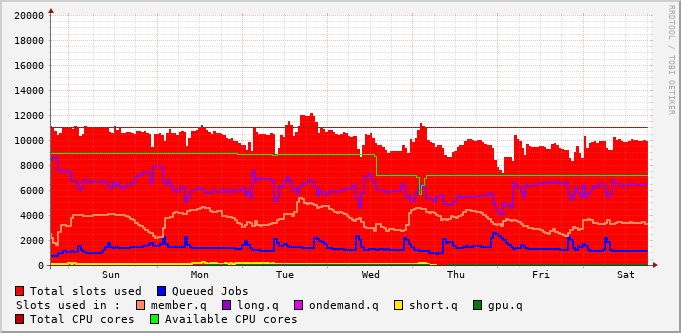 RRDTOOL / TOBI OETIKER
20000
18000
16000
14000
12000
10000
8000
6000
4000
2000
0
Sun Mon Tue Wed Thu Fri Sat
Total slots used Queued Jobs
Slots used in : member.q long.q ondemand.q short.q gpu.q
Total CPU cores Available CPU cores